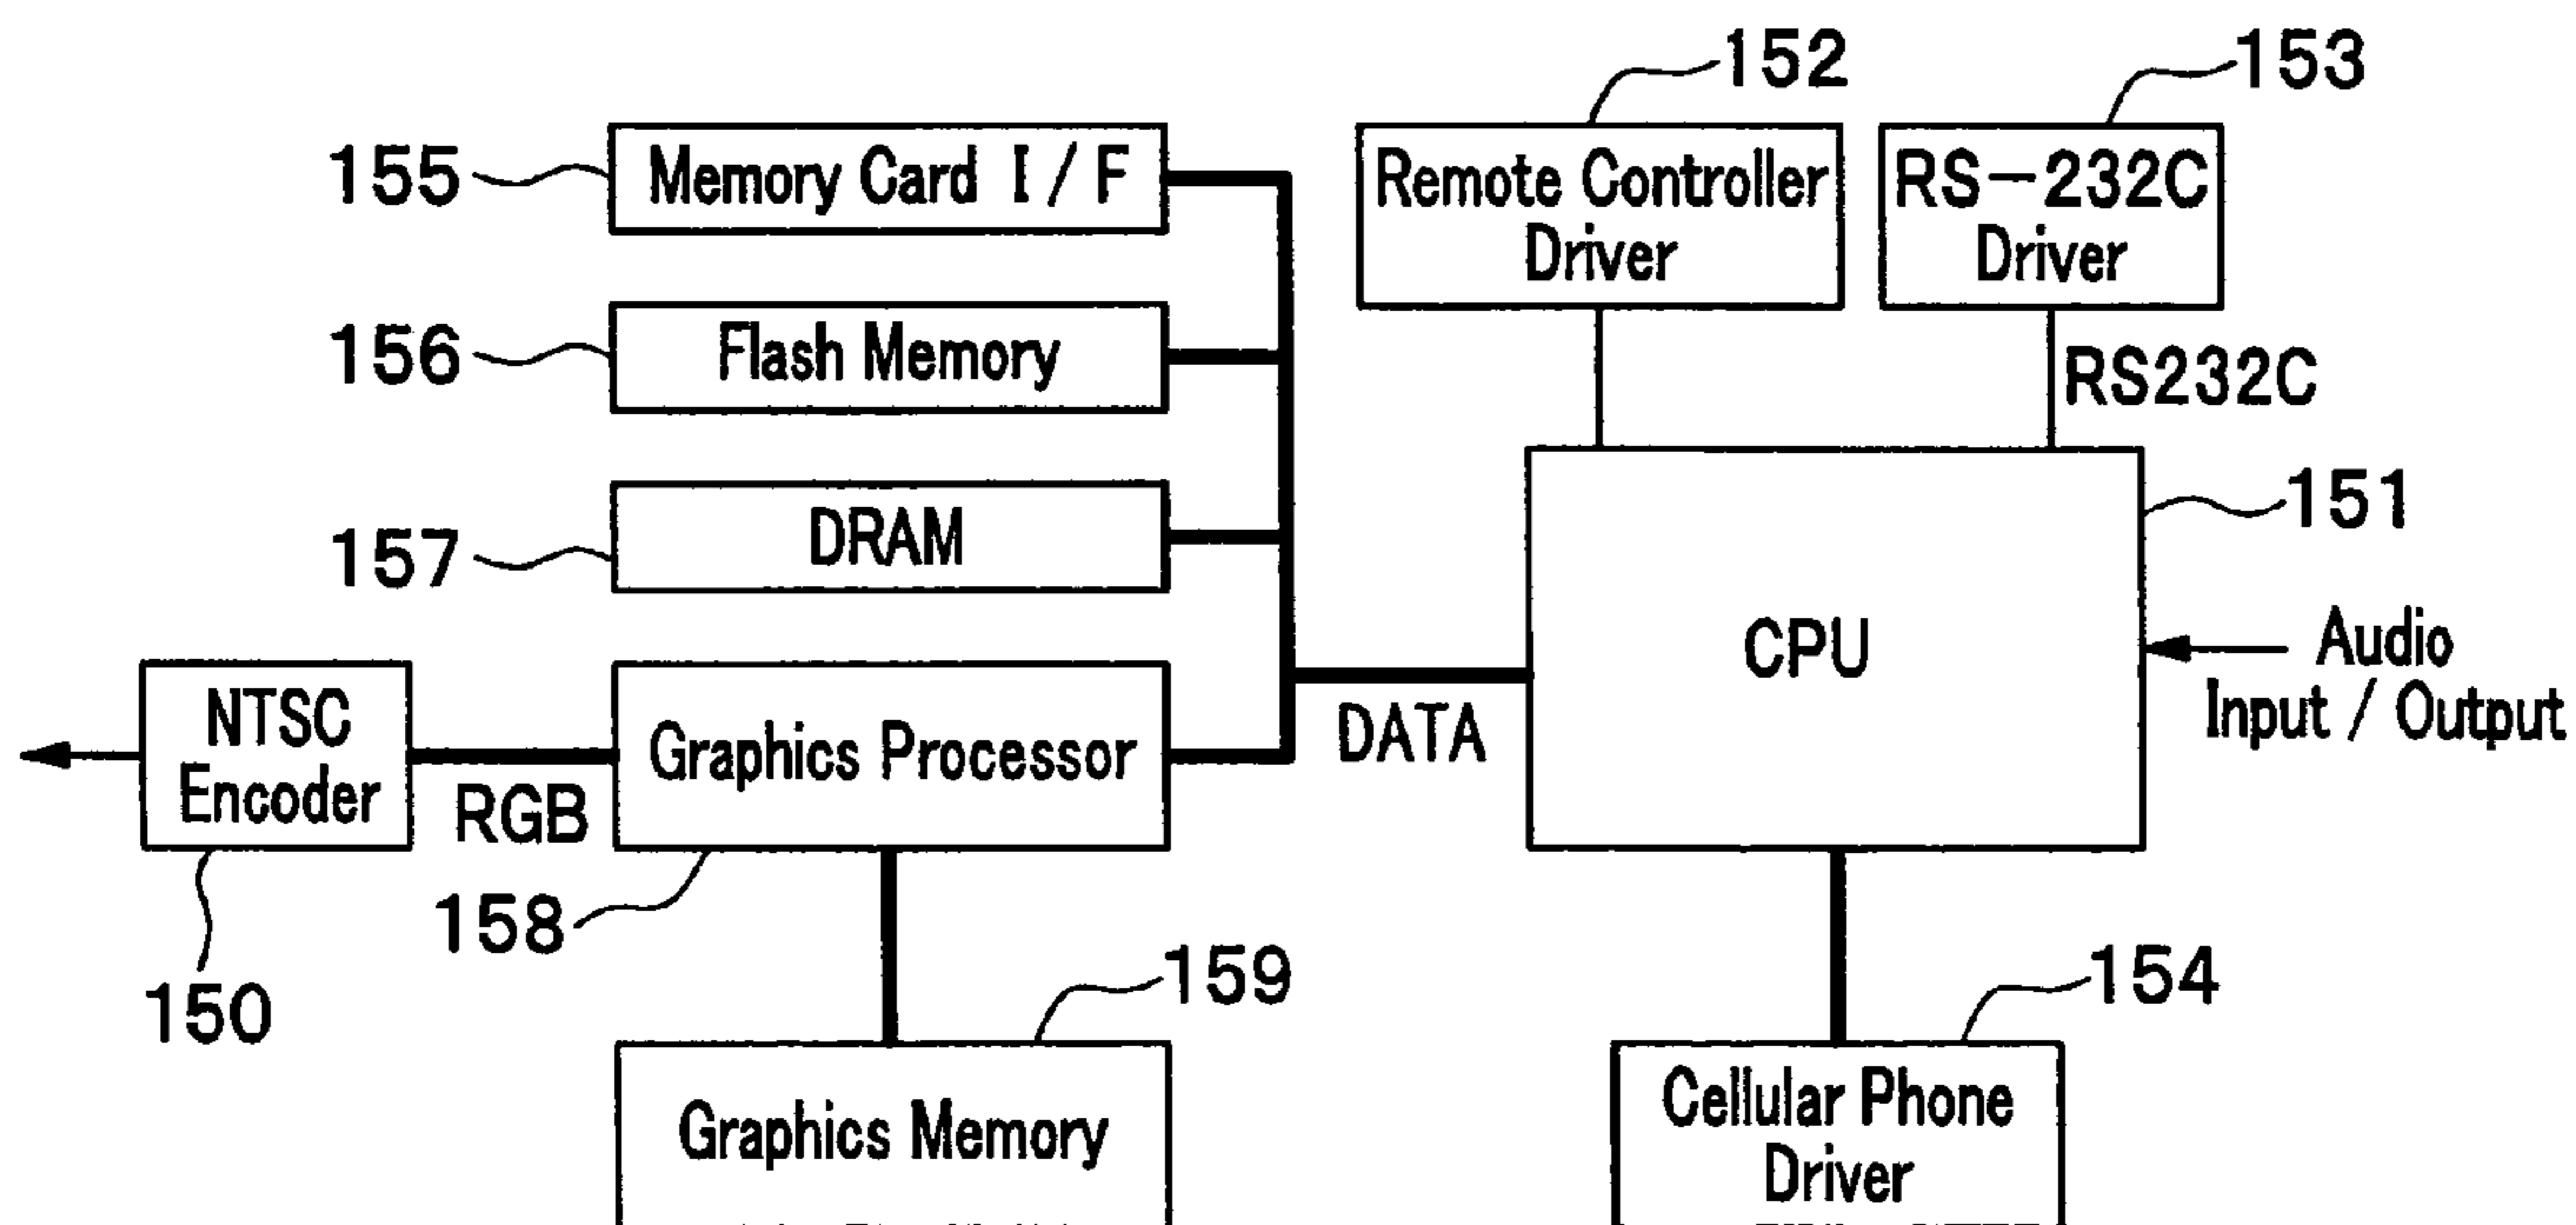 152
153
155
Memory Card I / F
Remote Controller
Driver
RS-232C
Driver
156
Flash Memory
RS232C
157
DRAM
151
CPU
Audio
Input / Output
NTSC
Encoder
RGB
Graphics Processor
DATA
158
150
159
154
Graphics Memory
Cellular Phone
Driver